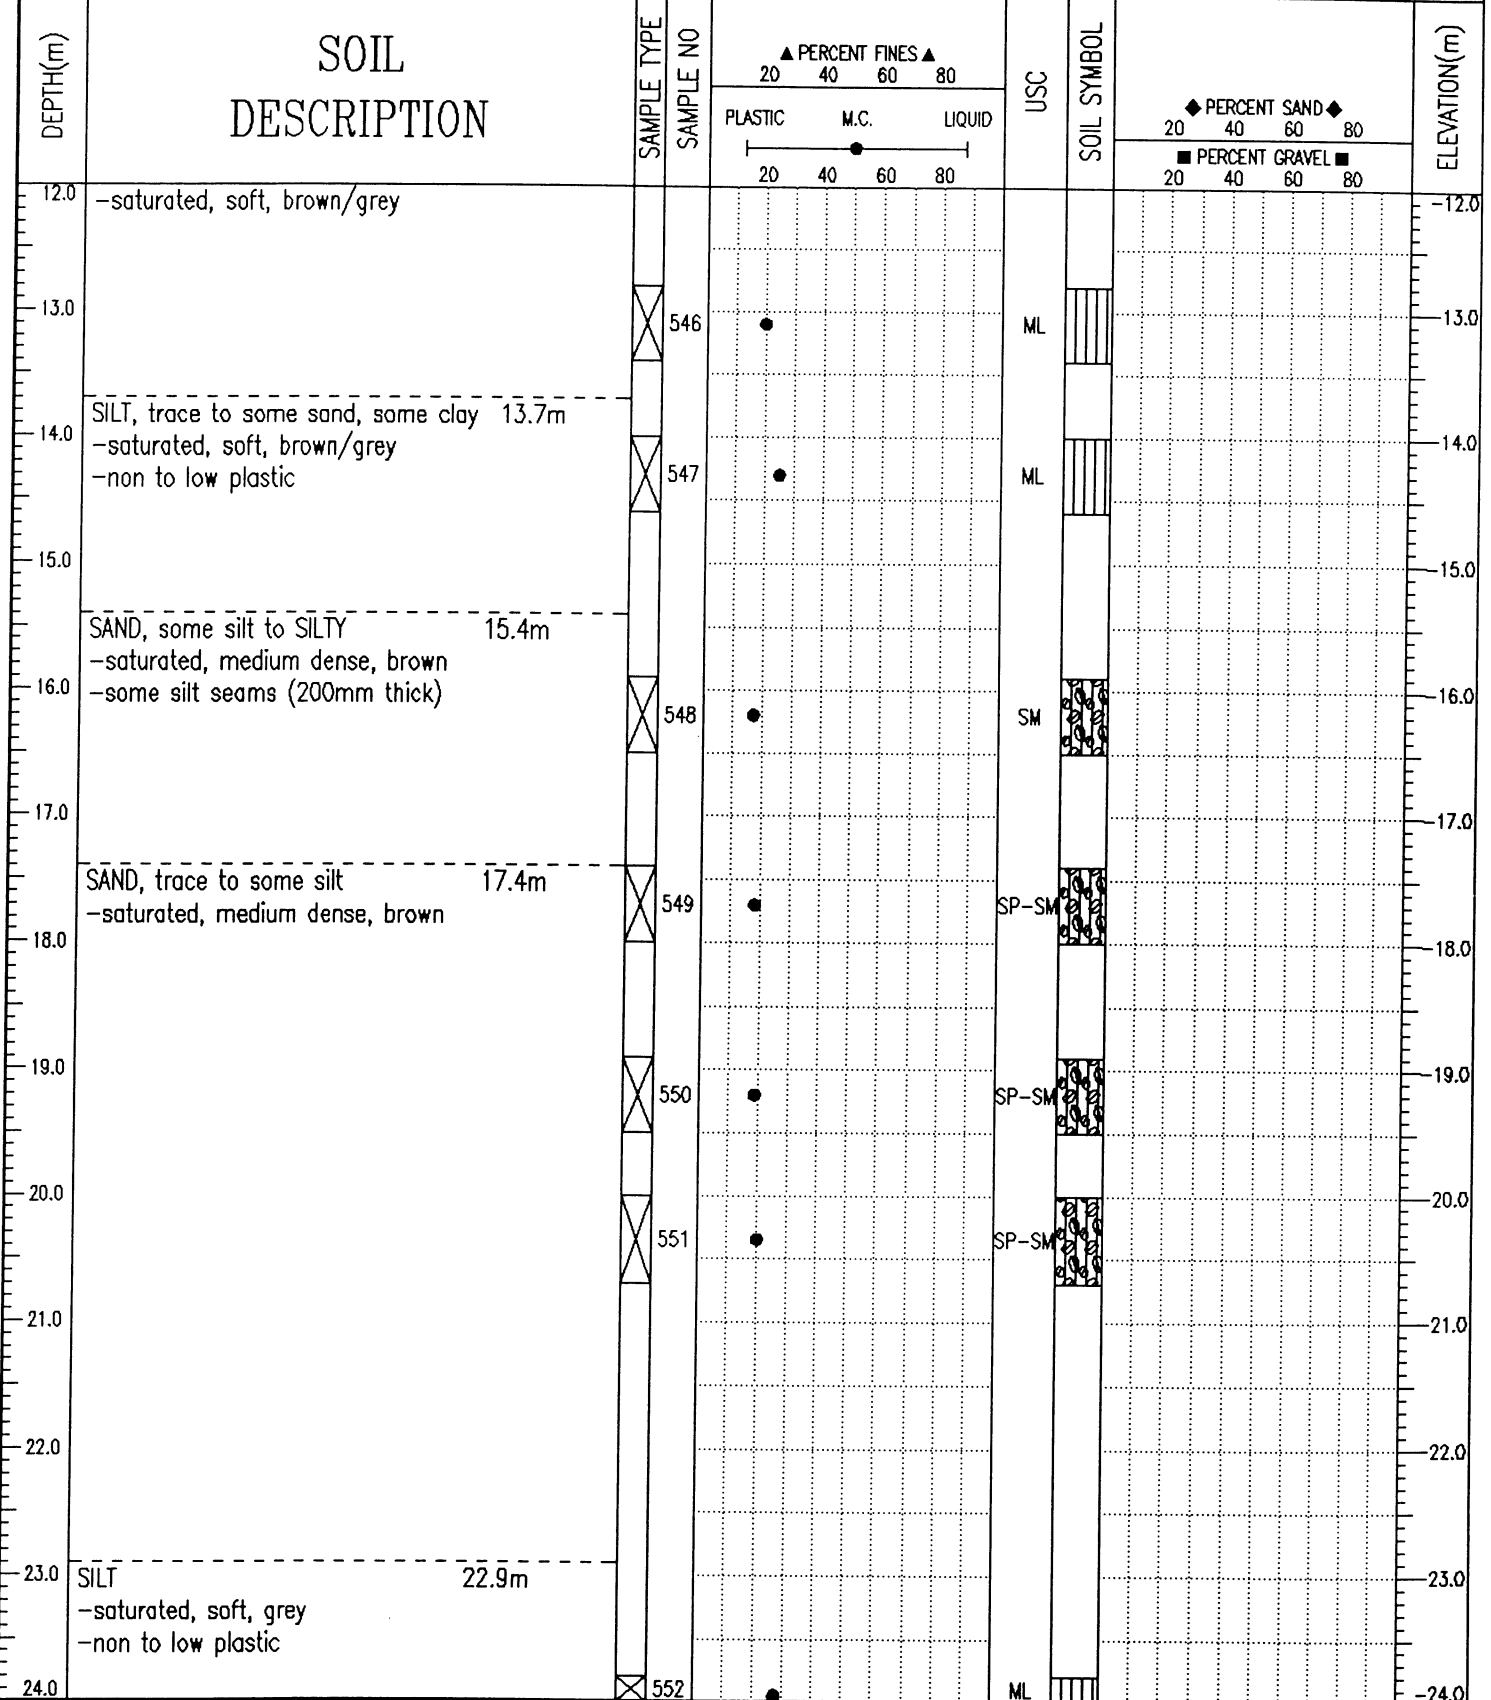 DEPTH(m)
SOIL
DESCRIPTION
SAMPLE TYPE
SAMPLE NO
▲ PERCENT FINES ▲
20 40 60 80
PLASTIC M.C. LIQUID
20 40 60 80
USC
SOIL SYMBOL
◆ PERCENT SAND ◆
20 40 60 80
■ PERCENT GRAVEL ■
20 40 60 80
ELEVATION(m)
12.0 -saturated, soft, brown/grey -12.0
13.0 546 ML -13.0
SILT, trace to some sand, some clay 13.7m
14.0 -saturated, soft, brown/grey -14.0
-non to low plastic 547 ML
15.0 -15.0
SAND, some silt to SILTY 15.4m
-saturated, medium dense, brown
16.0 -some silt seams (200mm thick) -16.0
548 SM
17.0 -17.0
SAND, trace to some silt 17.4m
-saturated, medium dense, brown 549 SP-SM
18.0 -18.0
19.0 -19.0
550 SP-SM
20.0 -20.0
551 SP-SM
21.0 -21.0
22.0 -22.0
23.0 SILT 22.9m -23.0
-saturated, soft, grey
-non to low plastic
24.0 552 ML -24.0